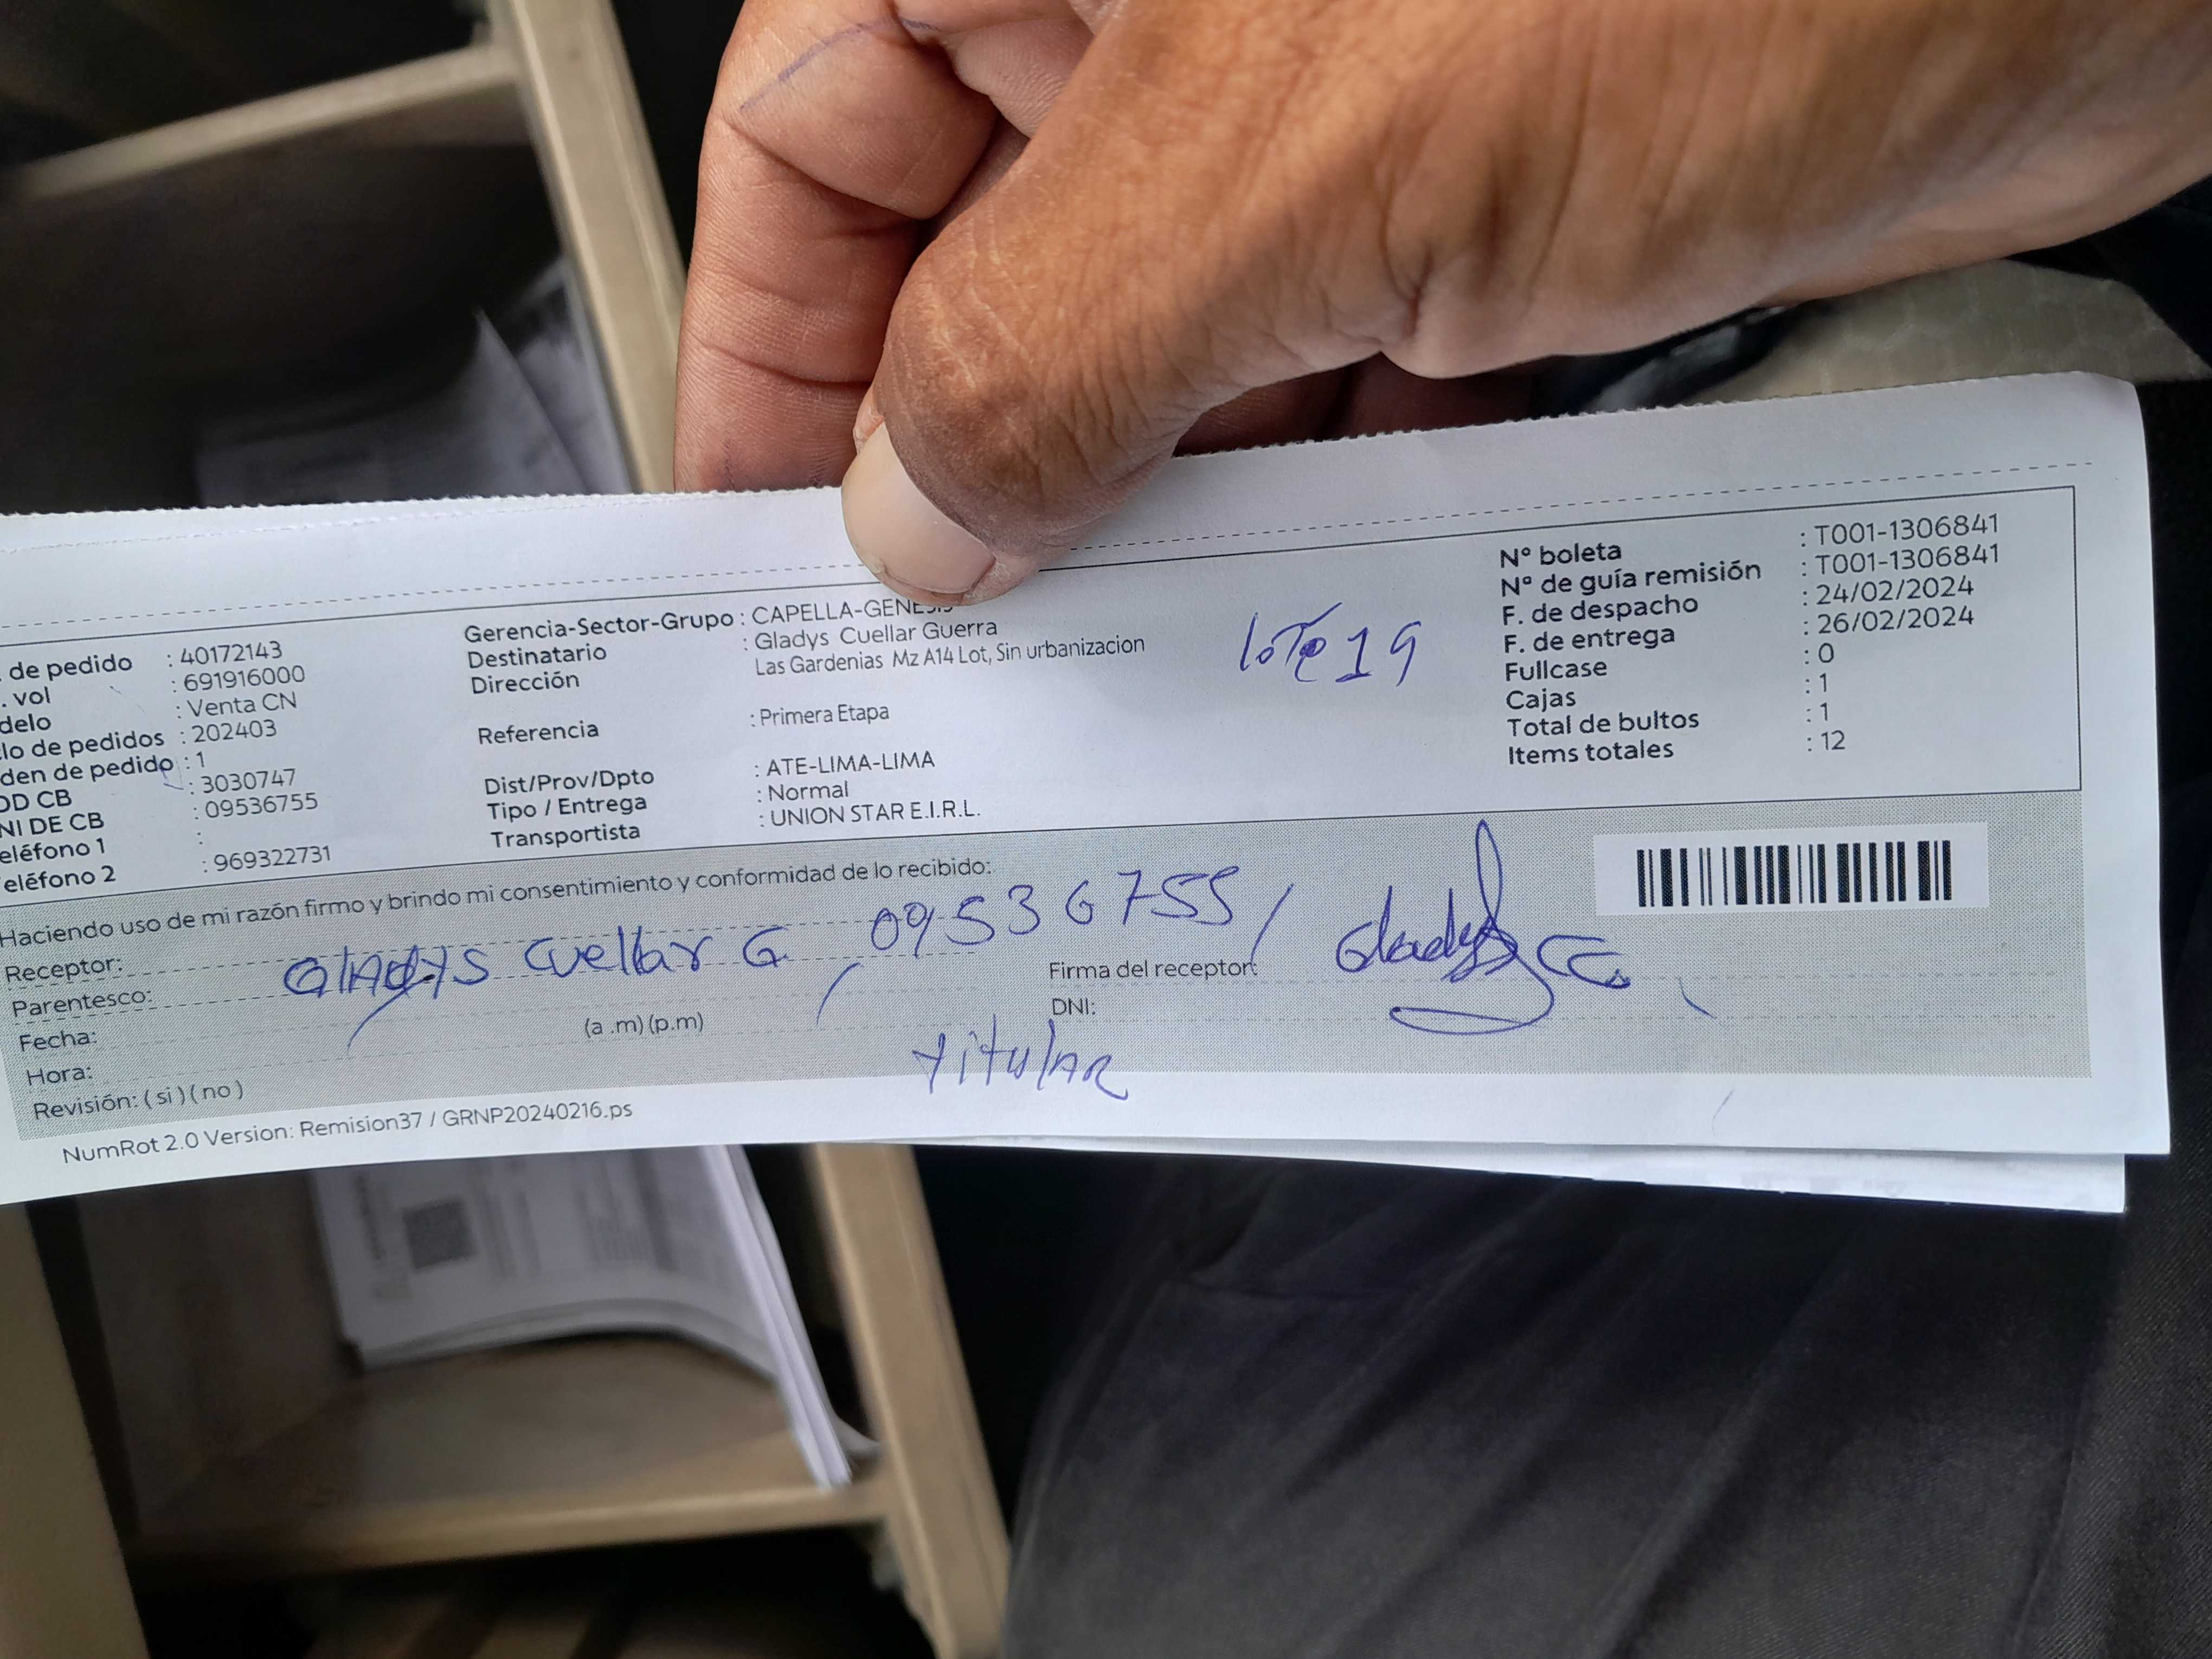 de pedido : 40172143
. vol : 691916000
delo : Venta CN
lo de pedidos : 202403
den de pedido : 1
OD CB : 3030747
NI DE CB : 09536755
eléfono 1 :
eléfono 2 : 969322731
Gerencia-Sector-Grupo : CAPELLA-GENESIS
Destinatario : Gladys Cuellar Guerra
Dirección Las Gardenias Mz A14 Lot, Sin urbanizacion
Referencia : Primera Etapa
Dist/Prov/Dpto : ATE-LIMA-LIMA
Tipo / Entrega : Normal
Transportista : UNION STAR E.I.R.L.
loTe 19
Nº boleta : T001-1306841
Nº de guía remisión : T001-1306841
F. de despacho : 24/02/2024
F. de entrega : 26/02/2024
Fullcase : 0
Cajas : 1
Total de bultos : 1
Items totales : 12
Haciendo uso de mi razón firmo y brindo mi consentimiento y conformidad de lo recibido:
Receptor: Gladys Cuellar G, 09536755 /
Parentesco:
Fecha:
Hora: (a .m) (p.m)
Revisión: ( si ) ( no )
Firma del receptor: Gladys C G.
DNI:
titular
NumRot 2.0 Version: Remision37 / GRNP20240216.ps